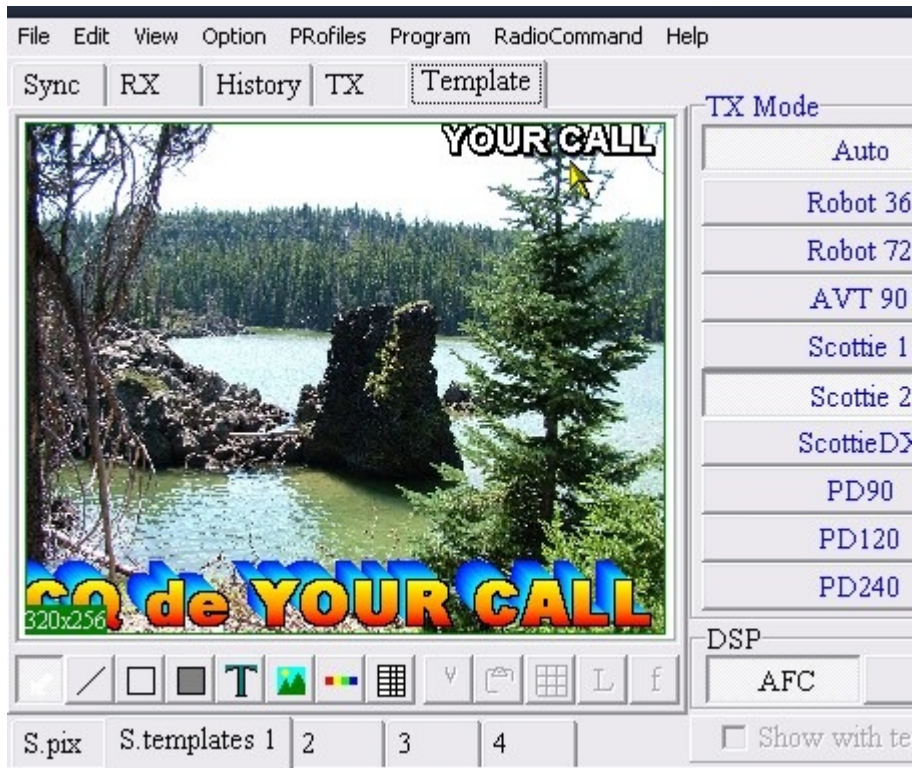 File Edit View Option PRofiles Program RadioCommand Help
Sync RX History TX Template
TX Mode
YOUR CALL
Auto
Robot 36
Robot 72
AVT 90
Scottie 1
Scottie 2
ScottieDX
PD90
PD120
PD240
CQ de YOUR CALL
320x256
DSP
T V L f
AFC
S.pix S.templates 1 2 3 4
Show with te